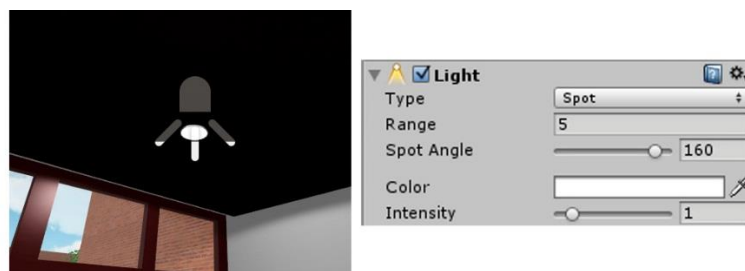 Light
Type Spot
Range 5
Spot Angle 160
Color
Intensity 1